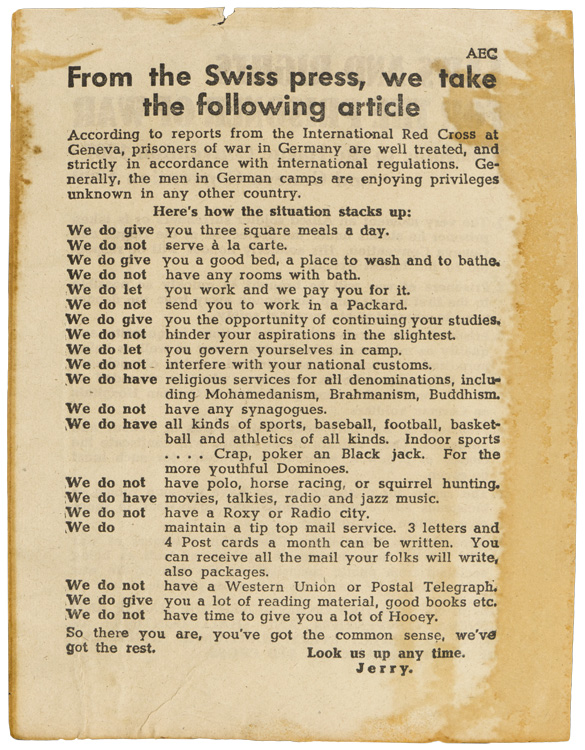 AEC
From the Swiss press, we take
the following article
According to reports from the International Red Cross at
Geneva, prisoners of war in Germany are well treated, and
strictly in accordance with international regulations. Ge-
nerally, the men in German camps are enjoying privileges
unknown in any other country.
Here's how the situation stacks up:
We do give you three square meals a day.
We do not serve à la carte.
We do give you a good bed, a place to wash and to bathe.
We do not have any rooms with bath.
We do let you work and we pay you for it.
We do not send you to work in a Packard.
We do give you the opportunity of continuing your studies.
We do not hinder your aspirations in the slightest.
We do let you govern yourselves in camp.
We do not interfere with your national customs.
We do have religious services for all denominations, inclu-
ding Mohamedanism, Brahmanism, Buddhism.
We do not have any synagogues.
We do have all kinds of sports, baseball, football, basket-
ball and athletics of all kinds. Indoor sports
. . . . Crap, poker an Black jack. For the
more youthful Dominoes.
We do not have polo, horse racing, or squirrel hunting.
We do have movies, talkies, radio and jazz music.
We do not have a Roxy or Radio city.
We do maintain a tip top mail service. 3 letters and
4 Post cards a month can be written. You
can receive all the mail your folks will write,
also packages.
We do not have a Western Union or Postal Telegraph.
We do give you a lot of reading material, good books etc.
We do not have time to give you a lot of Hooey.
So there you are, you've got the common sense, we've
got the rest. Look us up any time.
Jerry.